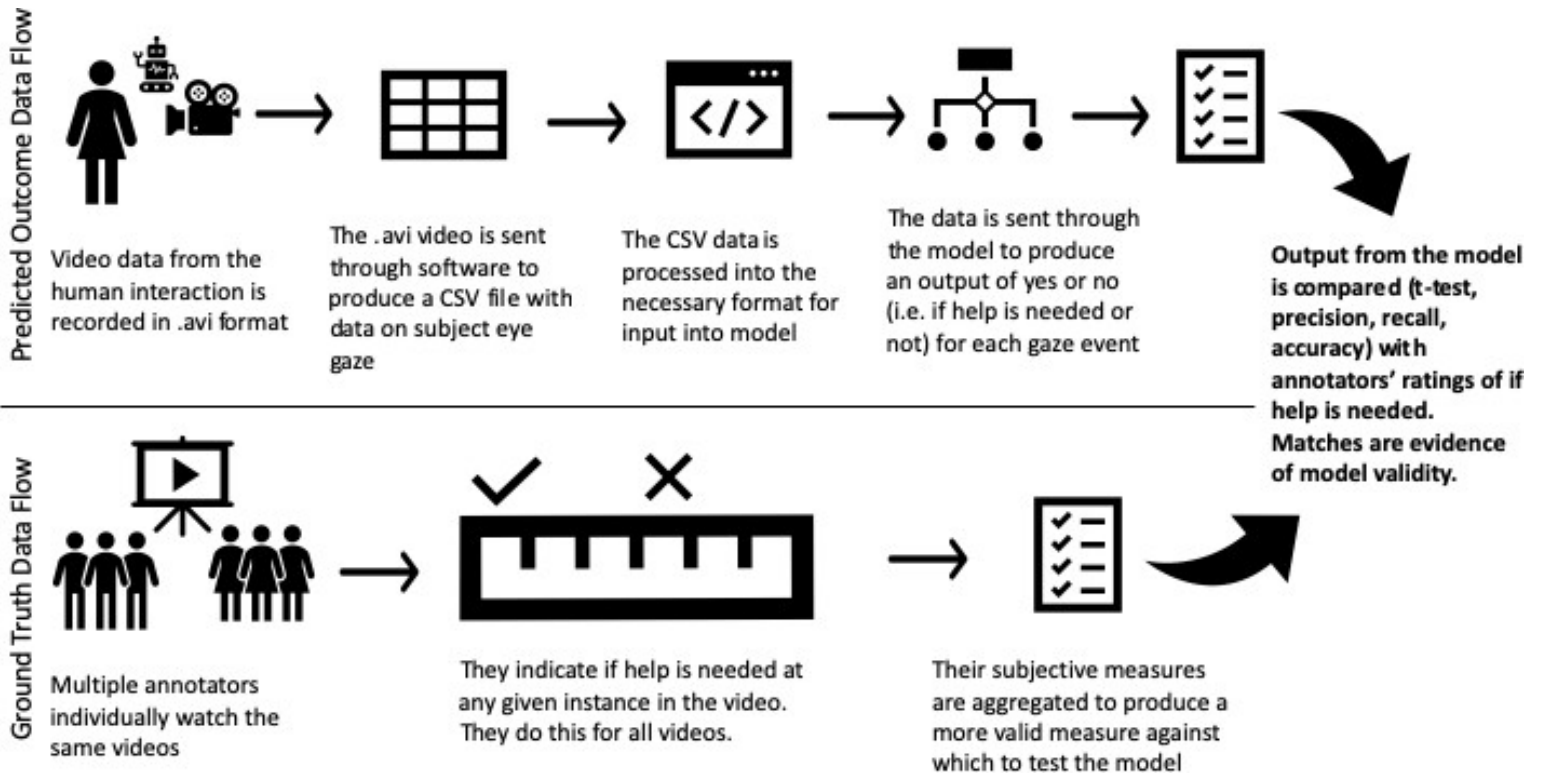 Predicted Outcome Data Flow
</>
Video data from the
human interaction is
recorded in .avi format
The .avi video is sent
through software to
produce a CSV file with
data on subject eye
gaze
The CSV data is
processed into the
necessary format for
input into model
The data is sent through
the model to produce
an output of yes or no
(i.e. if help is needed or
not) for each gaze event
Output from the model
is compared (t-test,
precision, recall,
accuracy) with
annotators' ratings of if
help is needed.
Matches are evidence
of model validity.
Ground Truth Data Flow
Multiple annotators
individually watch the
same videos
They indicate if help is needed at
any given instance in the video.
They do this for all videos.
Their subjective measures
are aggregated to produce a
more valid measure against
which to test the model